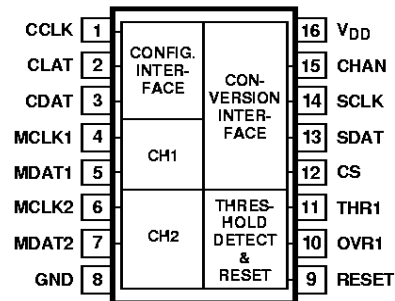 CCLK 1
CLAT 2
CDAT 3
MCLK1 4
MDAT1 5
MCLK2 6
MDAT2 7
GND 8
CONFIG.
INTER-
FACE
CH1
CH2
CON-
VERSION
INTER-
FACE
THRES-
HOLD
DETECT
&
RESET
16 VDD
15 CHAN
14 SCLK
13 SDAT
12 CS
11 THR1
10 OVR1
9 RESET